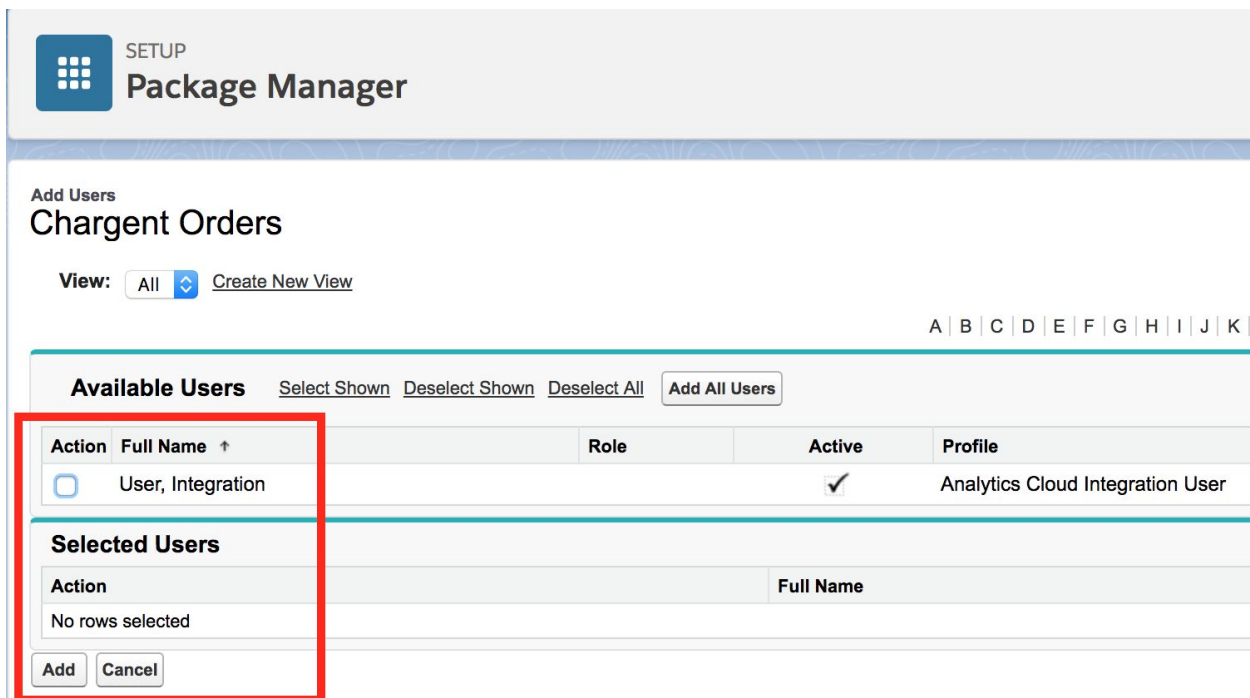 SETUP
Package Manager
Add Users
Chargent Orders
View: All Create New View
A | B | C | D | E | F | G | H | I | J | K |
Available Users Select Shown Deselect Shown Deselect All Add All Users
Action Full Name ↑ Role Active Profile
User, Integration Analytics Cloud Integration User
Selected Users
Action Full Name
No rows selected
Add Cancel